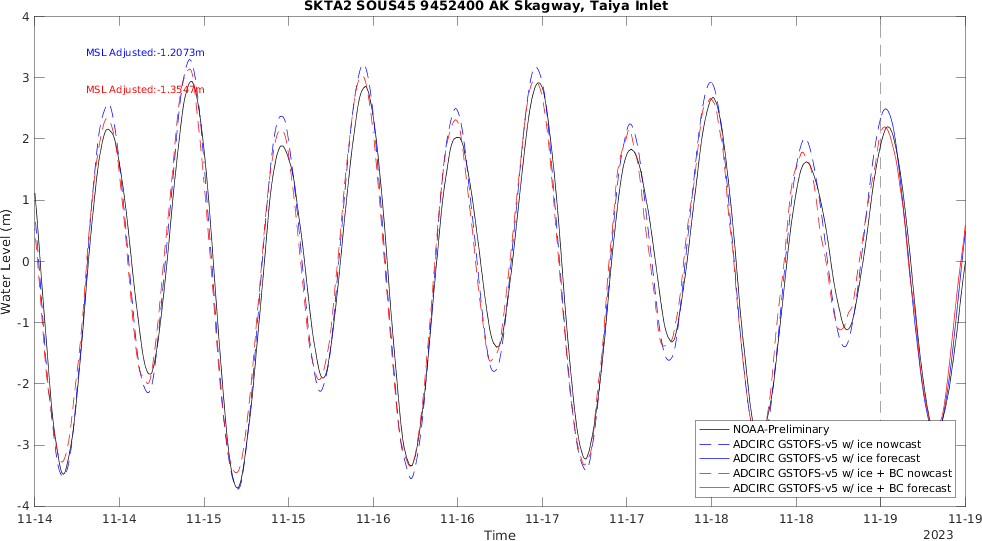 SKTA2 SOUS45 9452400 AK Skagway, Taiya Inlet
MSL Adjusted:-1.2073m
MSL Adjusted:-1.3547m
Water Level (m)
4
3
2
1
0
-1
-2
-3
-4
NOAA-Preliminary
ADCIRC GSTOFS-v5 w/ ice nowcast
ADCIRC GSTOFS-v5 w/ ice forecast
ADCIRC GSTOFS-v5 w/ ice + BC nowcast
ADCIRC GSTOFS-v5 w/ ice + BC forecast
11-14 11-14 11-15 11-15 11-16 11-16 11-17 11-17 11-18 11-18 11-19 11-19
Time
2023